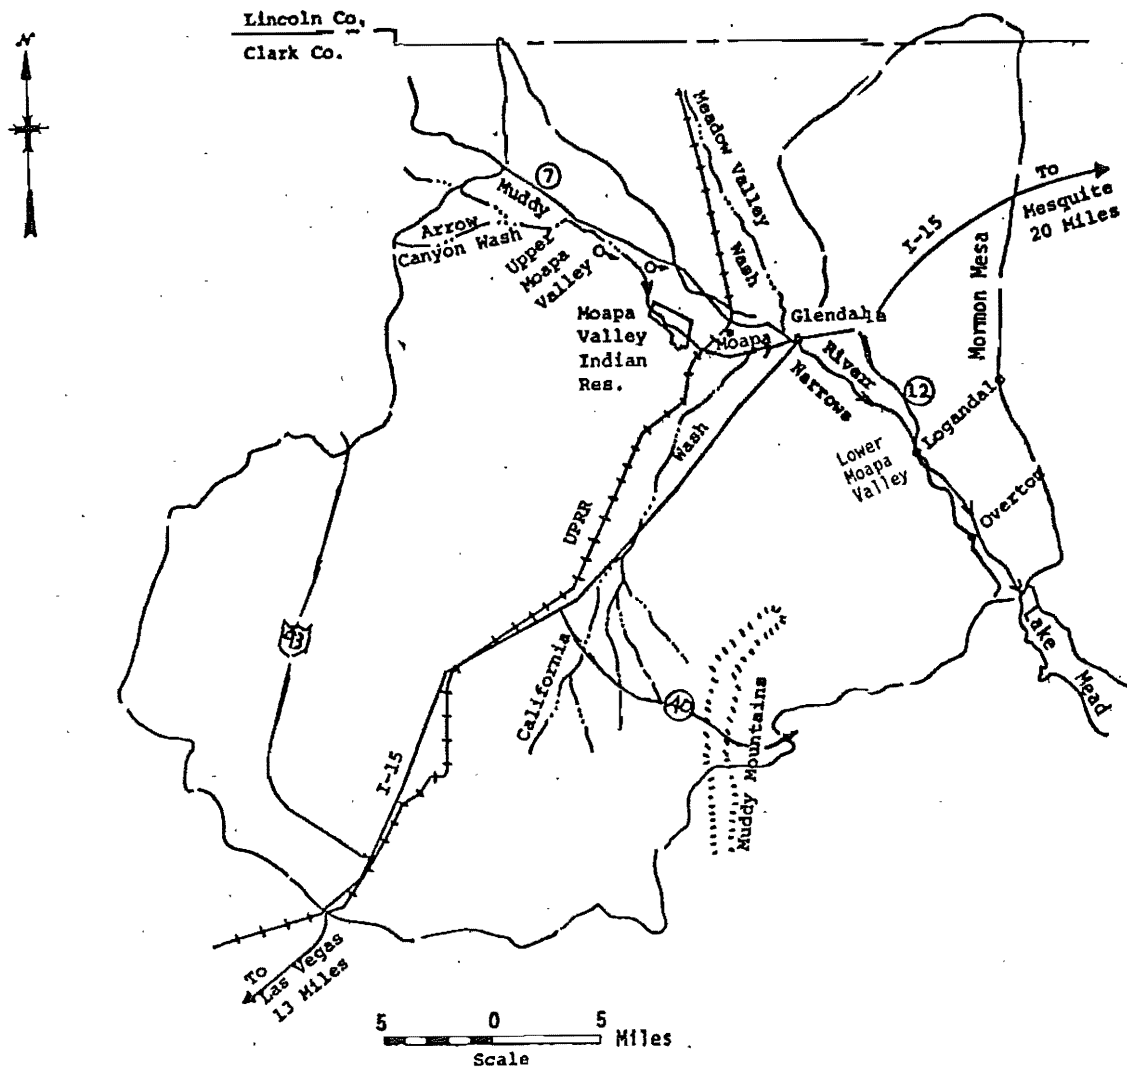 Lincoln Co.
Clark Co.
N
Meadow Valley
Wash
7
Muddy
To
Mesquite
20 Miles
I-15
Arrow
Canyon Wash
Upper
Moapa
Valley
Mormon Mesa
Moapa
Valley
Indian
Res.
Glendale
Moapa
River
Narrows
12
Logandale
Wash
Lower
Moapa
Valley
Overton
UPRR
93
California
40
Lake
Mead
Muddy Mountains
I-15
To
Las Vegas
13 Miles
5 0 5 Miles
Scale